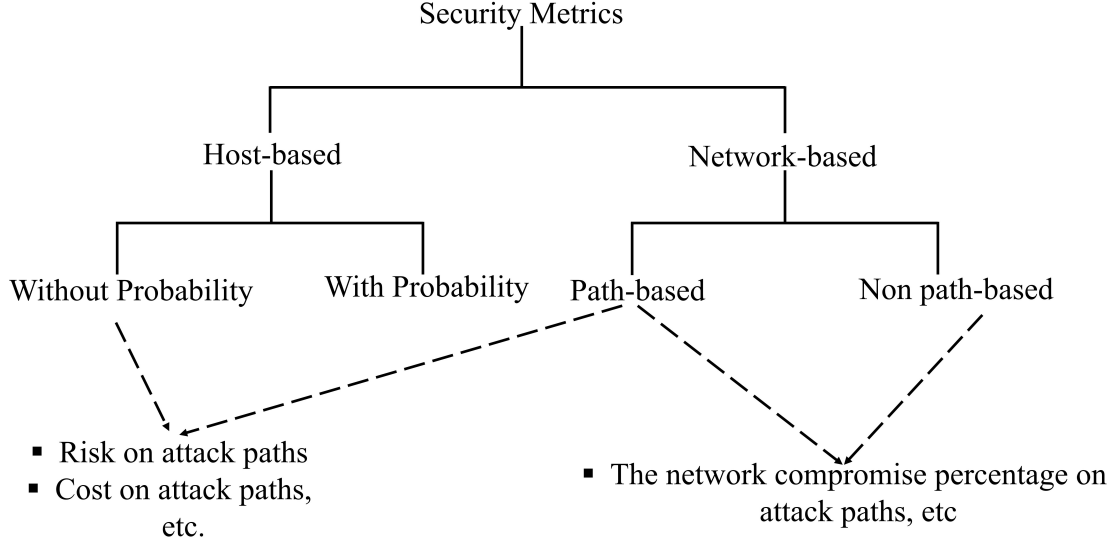 Security Metrics
Host-based
Network-based
Without Probability
With Probability
Path-based
Non path-based
▪ Risk on attack paths
▪ Cost on attack paths,
etc.
▪ The network compromise percentage on
attack paths, etc